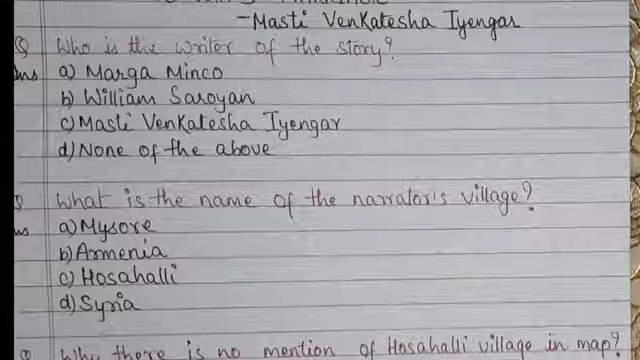 -Masti Venkatesha Iyengar
Q Who is the writer of the story?
Ans a) Marga Minco
b) William Saroyan
c) Masti Venkatesha Iyengar
d) None of the above
Q What is the name of the narrator's village?
Ans a) Mysore
b) Armenia
c) Hosahalli
d) Syria
Q Why there is no mention of Hosahalli village in map?